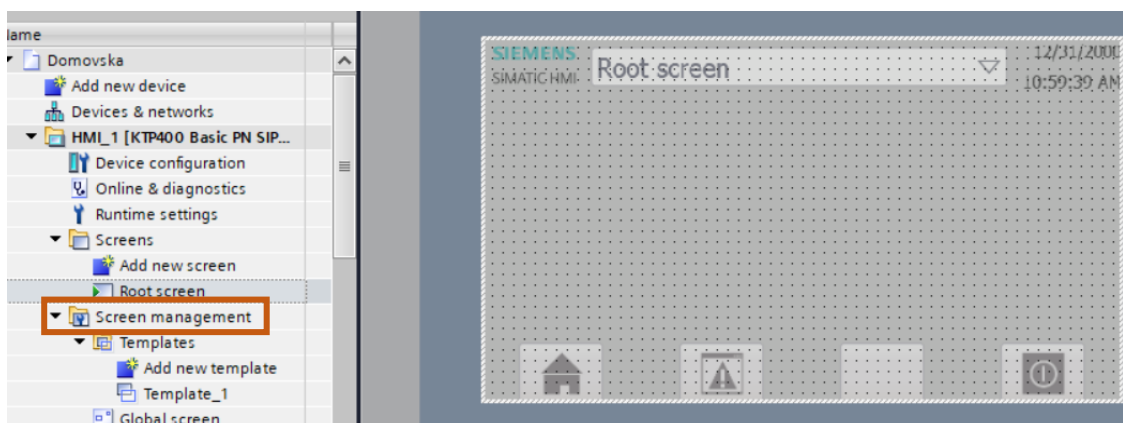 Name
Domovska
Add new device
Devices & networks
HMI_1 [KTP400 Basic PN SIP...
Device configuration
Online & diagnostics
Runtime settings
Screens
Add new screen
Root screen
Screen management
Templates
Add new template
Template_1
Global screen
SIEMENS
SIMATIC HMI
Root screen
12/31/2000
10:59:39 AM